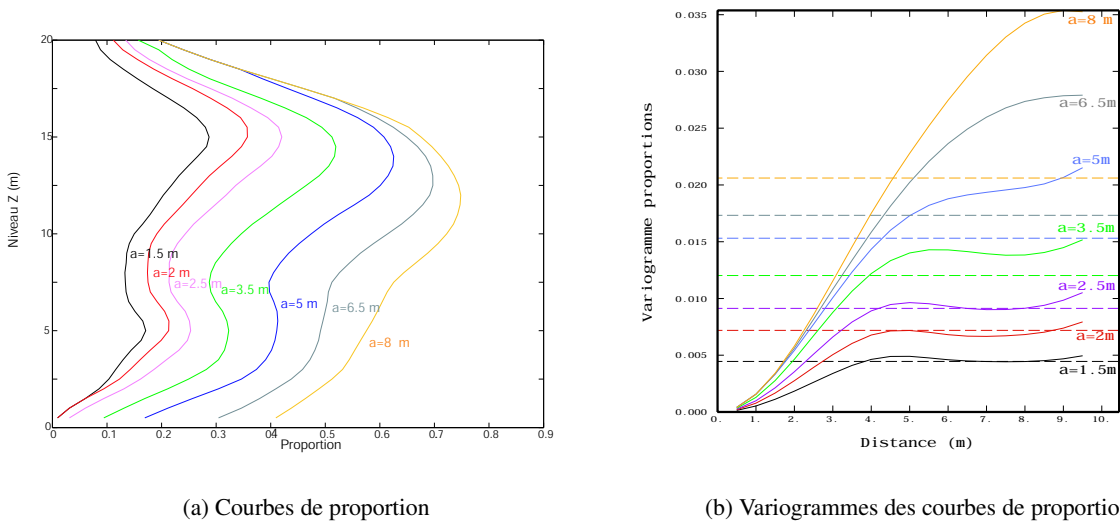 20
15
10
5
0
Niveau Z (m)
0 0.1 0.2 0.3 0.4 0.5 0.6 0.7 0.8 0.9
Proportion
a=1.5 m
a=2 m
a=2.5 m
a=3.5 m
a=5 m
a=6.5 m
a=8 m
(a) Courbes de proportion
0.035
0.030
0.025
0.020
0.015
0.010
0.005
0.000
Variogramme proportions
0. 1. 2. 3. 4. 5. 6. 7. 8. 9. 10.
Distance (m)
a=8 m
a=6.5m
a=5m
a=3.5m
a=2.5m
a=2m
a=1.5m
(b) Variogrammes des courbes de proportio